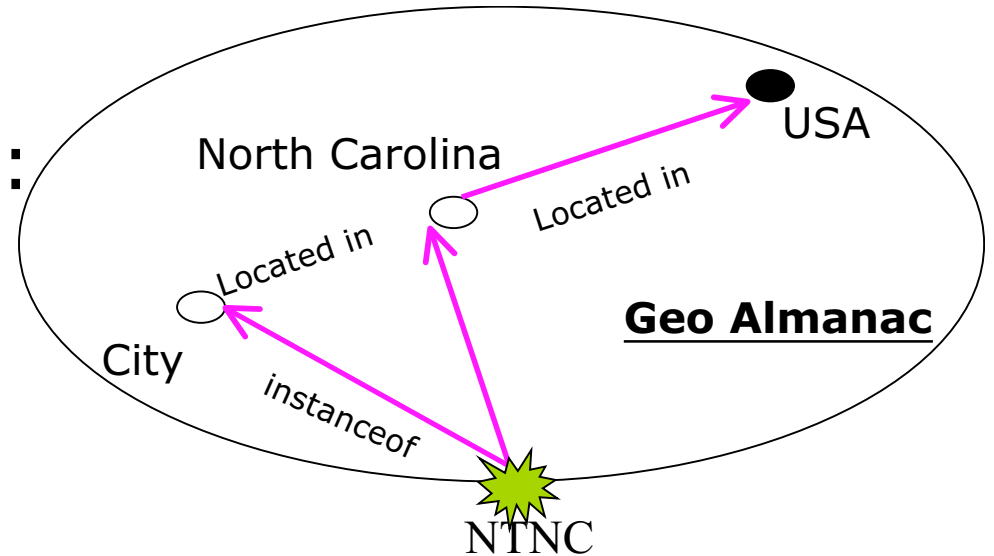 USA
North Carolina
:
Located in
Located in
Geo Almanac
City
instanceof
NTNC